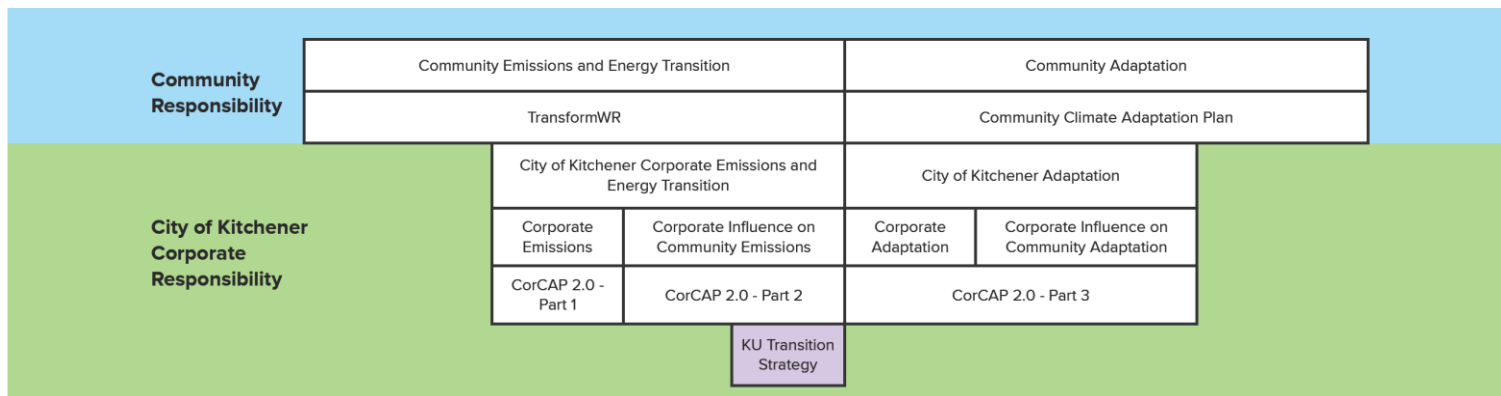 Community
Responsibility
Community Emissions and Energy Transition
Community Adaptation
TransformWR
Community Climate Adaptation Plan
City of Kitchener
Corporate
Responsibility
City of Kitchener Corporate Emissions and
Energy Transition
City of Kitchener Adaptation
Corporate
Emissions
Corporate Influence on
Community Emissions
Corporate
Adaptation
Corporate Influence on
Community Adaptation
CorCAP 2.0 -
Part 1
CorCAP 2.0 - Part 2
CorCAP 2.0 - Part 3
KU Transition
Strategy